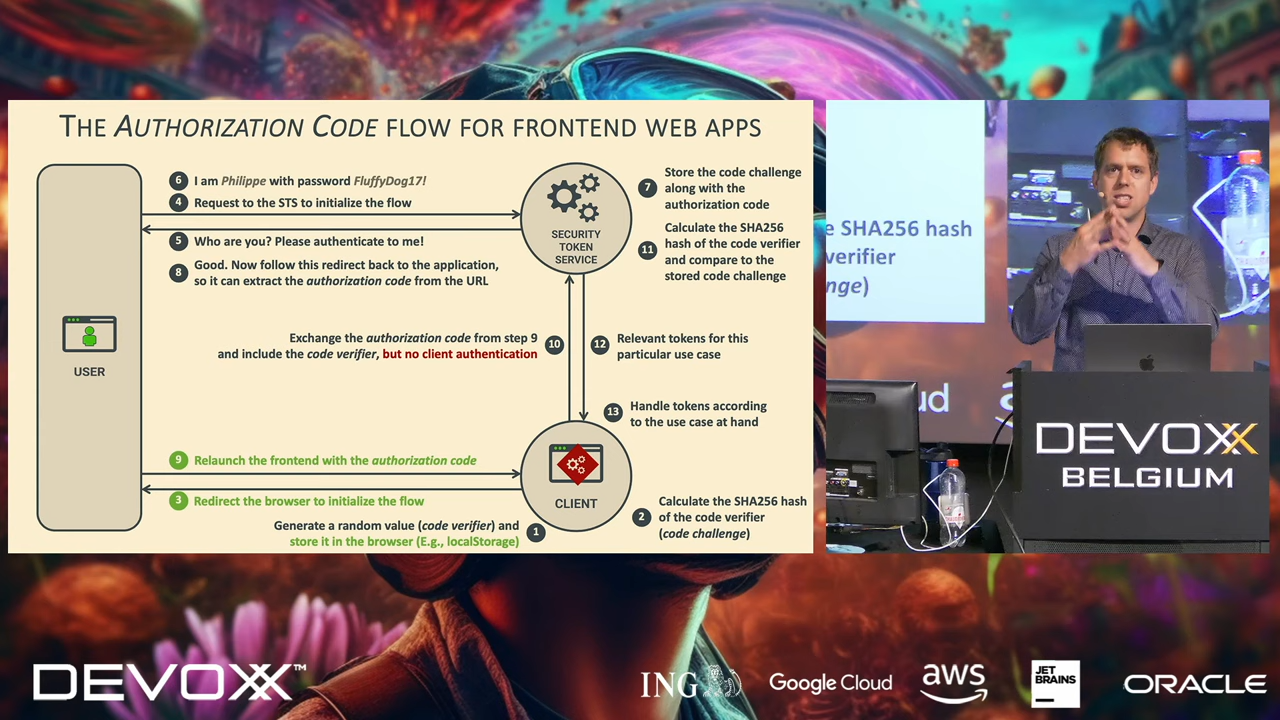 THE AUTHORIZATION CODE FLOW FOR FRONTEND WEB APPS
6 I am Philippe with password FluffyDog17!
4 Request to the STS to initialize the flow
5 Who are you? Please authenticate to me!
8 Good. Now follow this redirect back to the application,
so it can extract the authorization code from the URL
SECURITY
TOKEN
SERVICE
7 Store the code challenge
along with the
authorization code
11 Calculate the SHA256
hash of the code verifier
and compare to the
stored code challenge
USER
Exchange the authorization code from step 9 10
and include the code verifier, but no client authentication
12 Relevant tokens for this
particular use case
13 Handle tokens according
to the use case at hand
9 Relaunch the frontend with the authorization code
3 Redirect the browser to initialize the flow
CLIENT
Generate a random value (code verifier) and 1
store it in the browser (E.g., localStorage)
2 Calculate the SHA256 hash
of the code verifier
(code challenge)
e SHA256 hash
verifier
nge)
ud
a
DEVOXX
BELGIUM
DEVOXX™
ING
Google Cloud
aws
JET
BRAINS
ORACLE